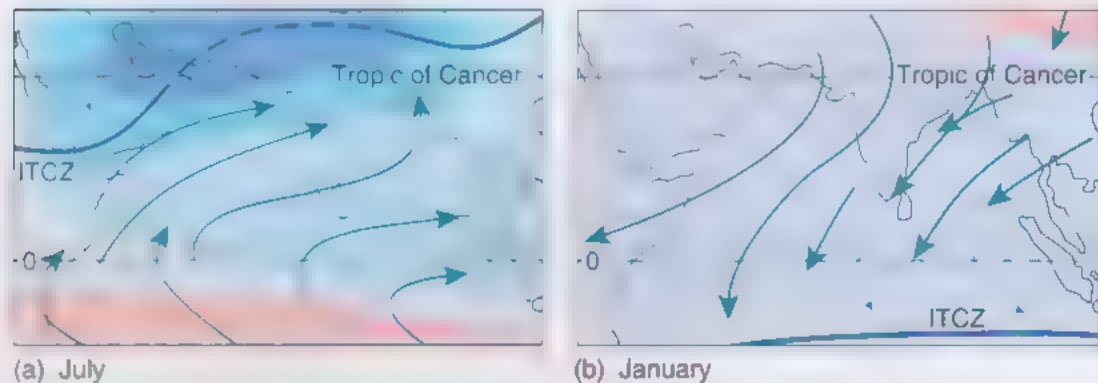 Tropic of Cancer
ITCZ
0
(a) July
Tropic of Cancer
0
ITCZ
(b) January